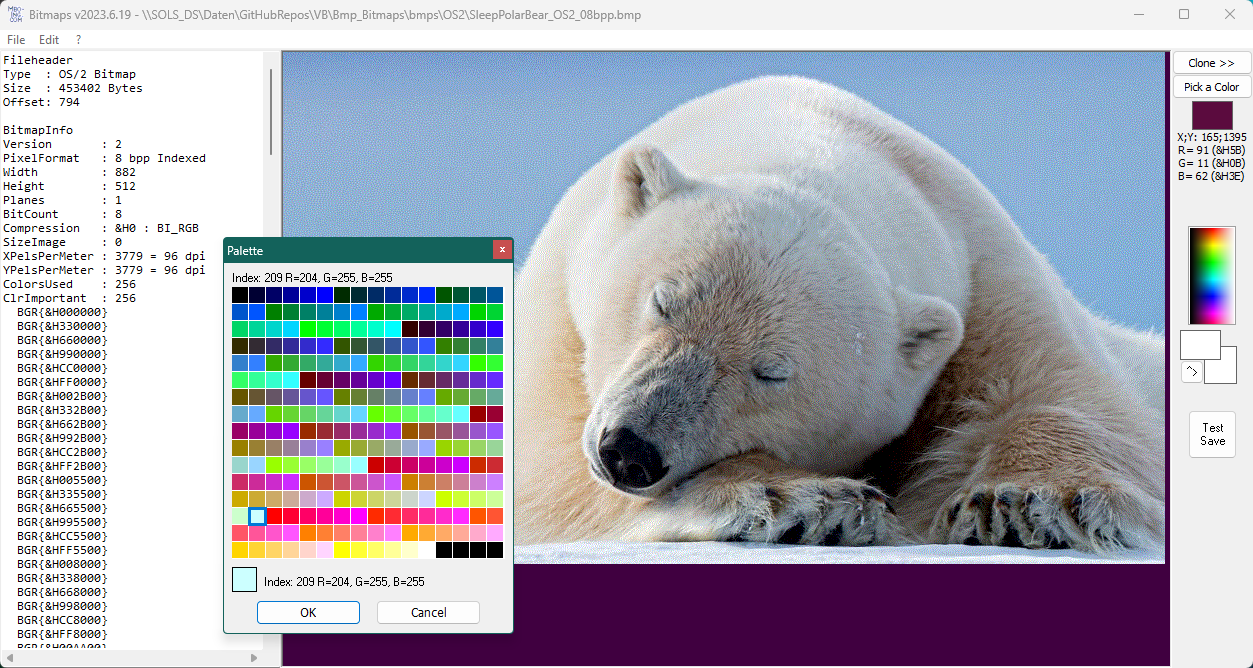 Bitmaps v2023.6.19 - \\SOLS_DS\Daten\GitHubRepos\VB\Bmp_Bitmaps\bmps\OS2\SleepPolarBear_OS2_08bpp.bmp
File Edit ?
Fileheader
Type : OS/2 Bitmap
Size : 453402 Bytes
Offset: 794
BitmapInfo
Version : 2
PixelFormat : 8 bpp Indexed
Width : 882
Height : 512
Planes : 1
BitCount : 8
Compression : &H0 : BI_RGB
SizeImage : 0
XPelsPerMeter : 3779 = 96 dpi
YPelsPerMeter : 3779 = 96 dpi
ColorsUsed : 256
ClrImportant : 256
BGR{&H000000}
BGR{&H330000}
BGR{&H660000}
BGR{&H990000}
BGR{&HCC0000}
BGR{&HFF0000}
BGR{&H002B00}
BGR{&H332B00}
BGR{&H662B00}
BGR{&H992B00}
BGR{&HCC2B00}
BGR{&HFF2B00}
BGR{&H005500}
BGR{&H335500}
BGR{&H665500}
BGR{&H995500}
BGR{&HCC5500}
BGR{&HFF5500}
BGR{&H008000}
BGR{&H338000}
BGR{&H668000}
BGR{&H998000}
BGR{&HCC8000}
BGR{&HFF8000}
BGR{&H00AA00}
Palette
Index: 209 R=204, G=255, B=255
Index: 209 R=204, G=255, B=255
OK Cancel
Clone >>
Pick a Color
X;Y: 165;1395
R= 91 (&H5B)
G= 11 (&H0B)
B= 62 (&H3E)
^>
Test
Save